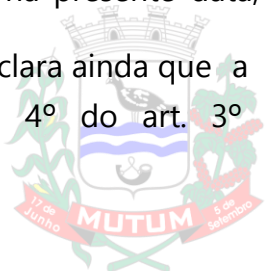 na presente data,
clara ainda que a
4º do art. 3º
17 de
Junho
MUTUM
5 de
Setembro